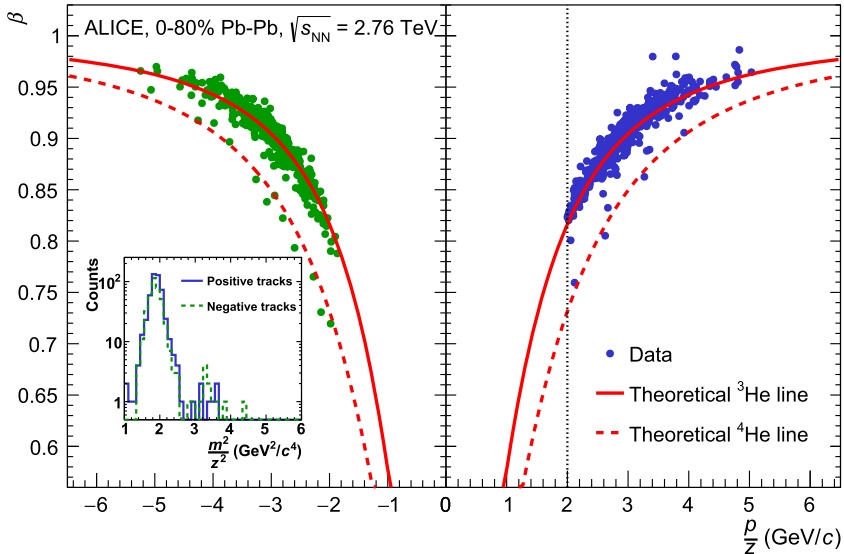 β
ALICE, 0-80% Pb-Pb, √sNN = 2.76 TeV
1
0.95
0.9
0.85
0.8
0.75
0.7
0.65
0.6
Counts
10²
10
1
Positive tracks
Negative tracks
1 2 3 4 5 6
m²/z² (GeV²/c⁴)
Data
Theoretical ³He line
Theoretical ⁴He line
−6 −5 −4 −3 −2 −1 0 1 2 3 4 5 6
p/z (GeV/c)